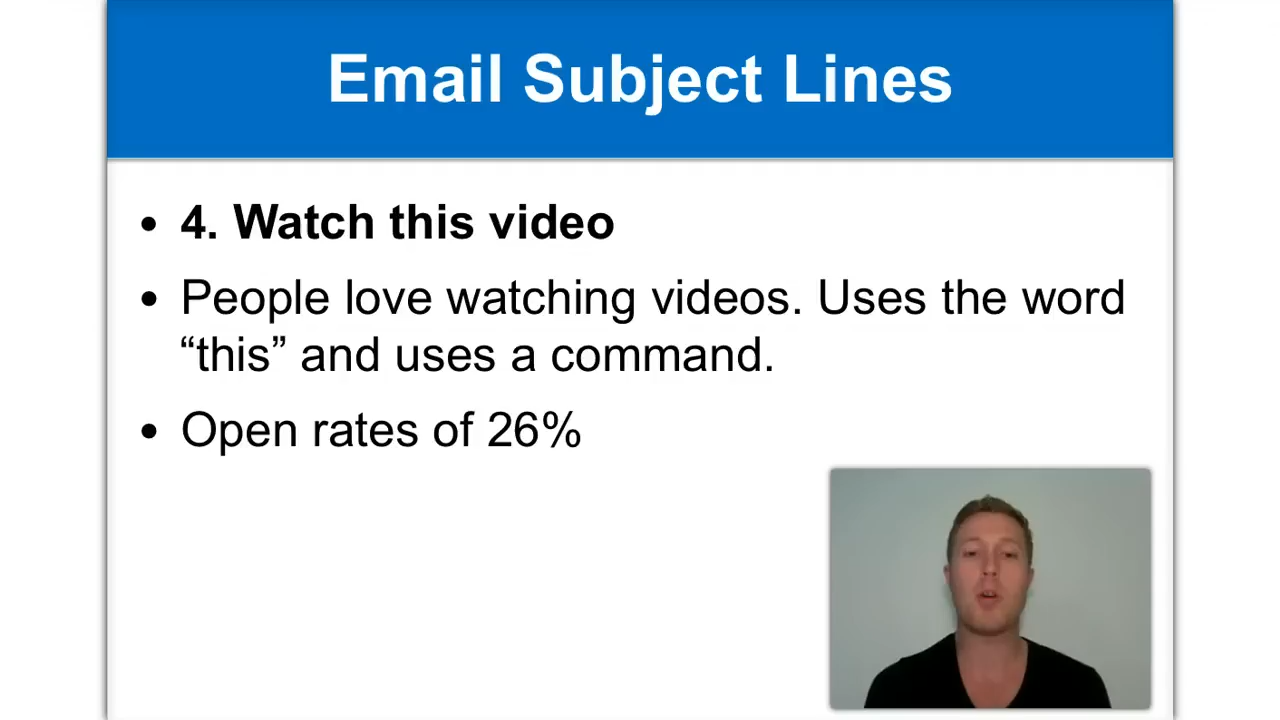 Email Subject Lines
• 4. Watch this video
• People love watching videos. Uses the word
“this” and uses a command.
• Open rates of 26%